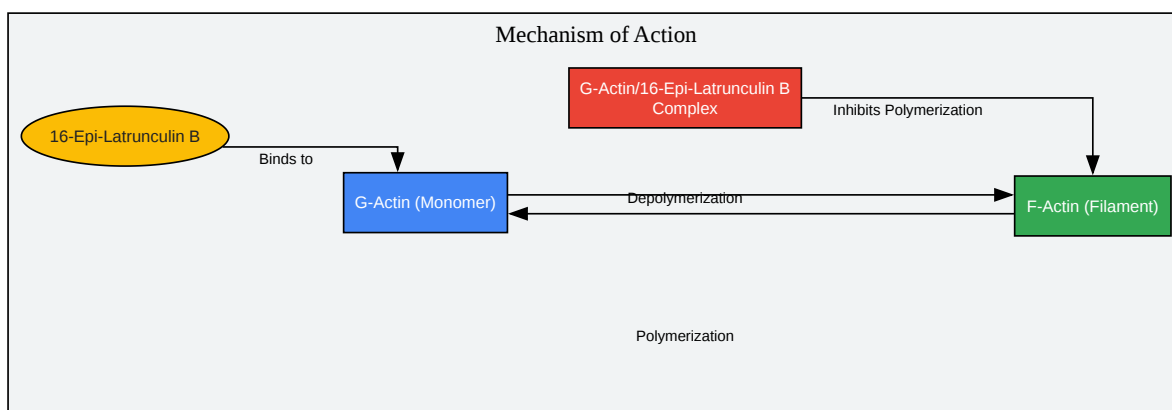 Mechanism of Action
G-Actin/16-Epi-Latrunculin B
Complex
Inhibits Polymerization
16-Epi-Latrunculin B
Binds to
G-Actin (Monomer)
Depolymerization
F-Actin (Filament)
Polymerization